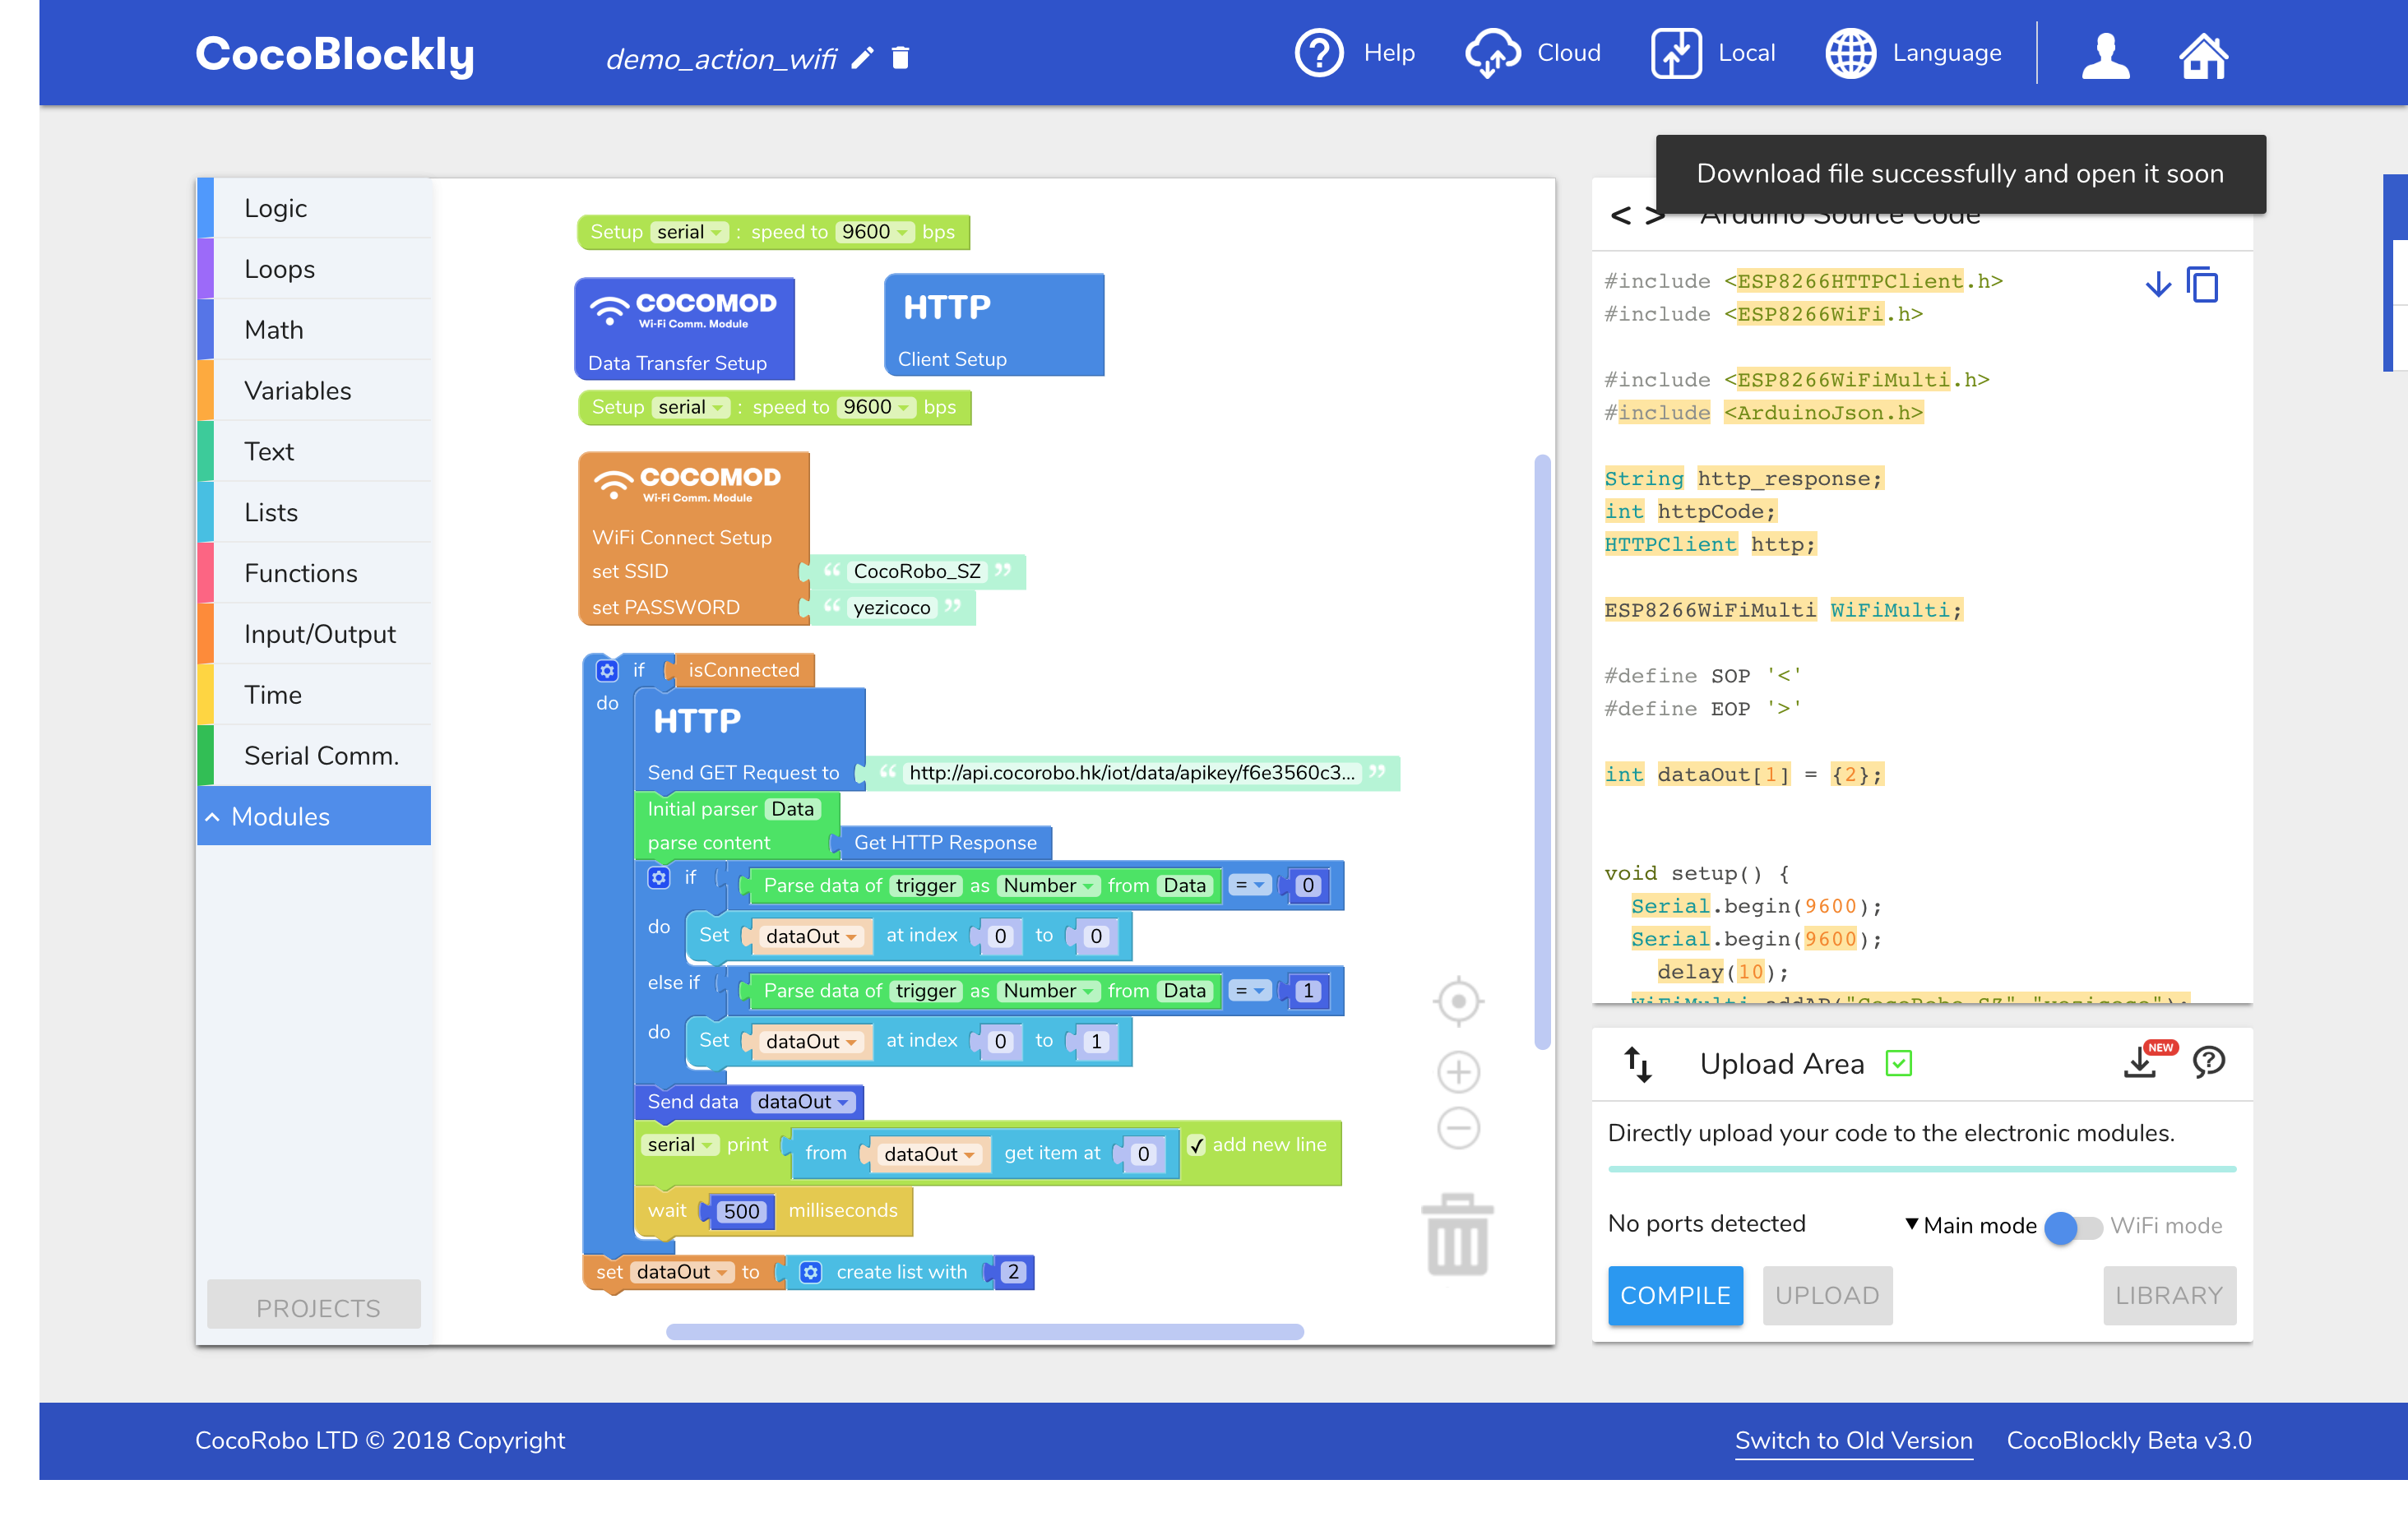 CocoBlockly
demo_action_wifi
Help
Cloud
Local
Language
Download file successfully and open it soon
Logic
Loops
Math
Variables
Text
Lists
Functions
Input/Output
Time
Serial Comm.
Modules
PROJECTS
Setup serial : speed to 9600 bps
COCOMOD
Wi-Fi Comm. Module
Data Transfer Setup
HTTP
Client Setup
Setup serial : speed to 9600 bps
COCOMOD
Wi-Fi Comm. Module
WiFi Connect Setup
set SSID “ CocoRobo_SZ ”
set PASSWORD “ yezicoco ”
if isConnected
do
HTTP
Send GET Request to “ http://api.cocorobo.hk/iot/data/apikey/f6e3560c3... ”
Initial parser Data
parse content Get HTTP Response
if Parse data of trigger as Number from Data = 0
do Set dataOut at index 0 to 0
else if Parse data of trigger as Number from Data = 1
do Set dataOut at index 0 to 1
Send data dataOut
serial print from dataOut get item at 0 ✓ add new line
wait 500 milliseconds
set dataOut to create list with 2
< > Arduino Source Code
#include <ESP8266HTTPClient.h>
#include <ESP8266WiFi.h>
#include <ESP8266WiFiMulti.h>
#include <ArduinoJson.h>
String http_response;
int httpCode;
HTTPClient http;
ESP8266WiFiMulti WiFiMulti;
#define SOP '<'
#define EOP '>'
int dataOut[1] = {2};
void setup() {
Serial.begin(9600);
Serial.begin(9600);
delay(10);
WiFiMulti.addAP("CocoRobo_SZ","yezicoco");
Upload Area
NEW
Directly upload your code to the electronic modules.
No ports detected
Main mode
WiFi mode
COMPILE
UPLOAD
LIBRARY
CocoRobo LTD © 2018 Copyright
Switch to Old Version
CocoBlockly Beta v3.0